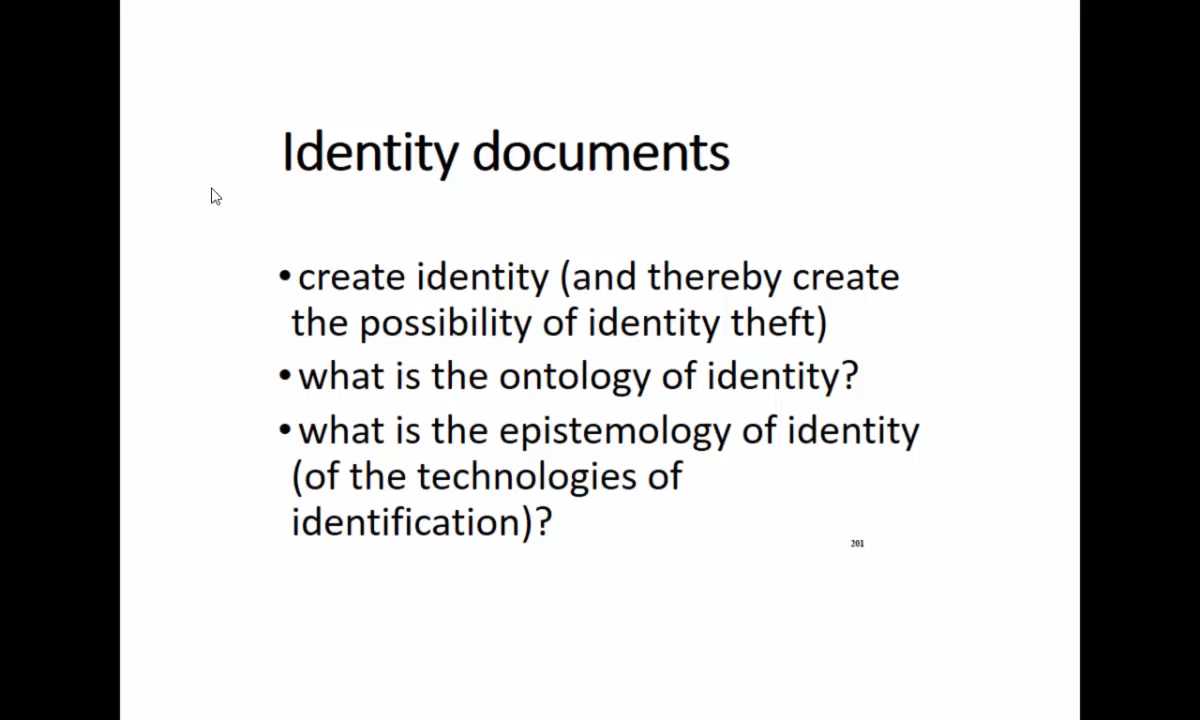 Identity documents
•create identity (and thereby create
the possibility of identity theft)
•what is the ontology of identity?
•what is the epistemology of identity
(of the technologies of
identification)?
201